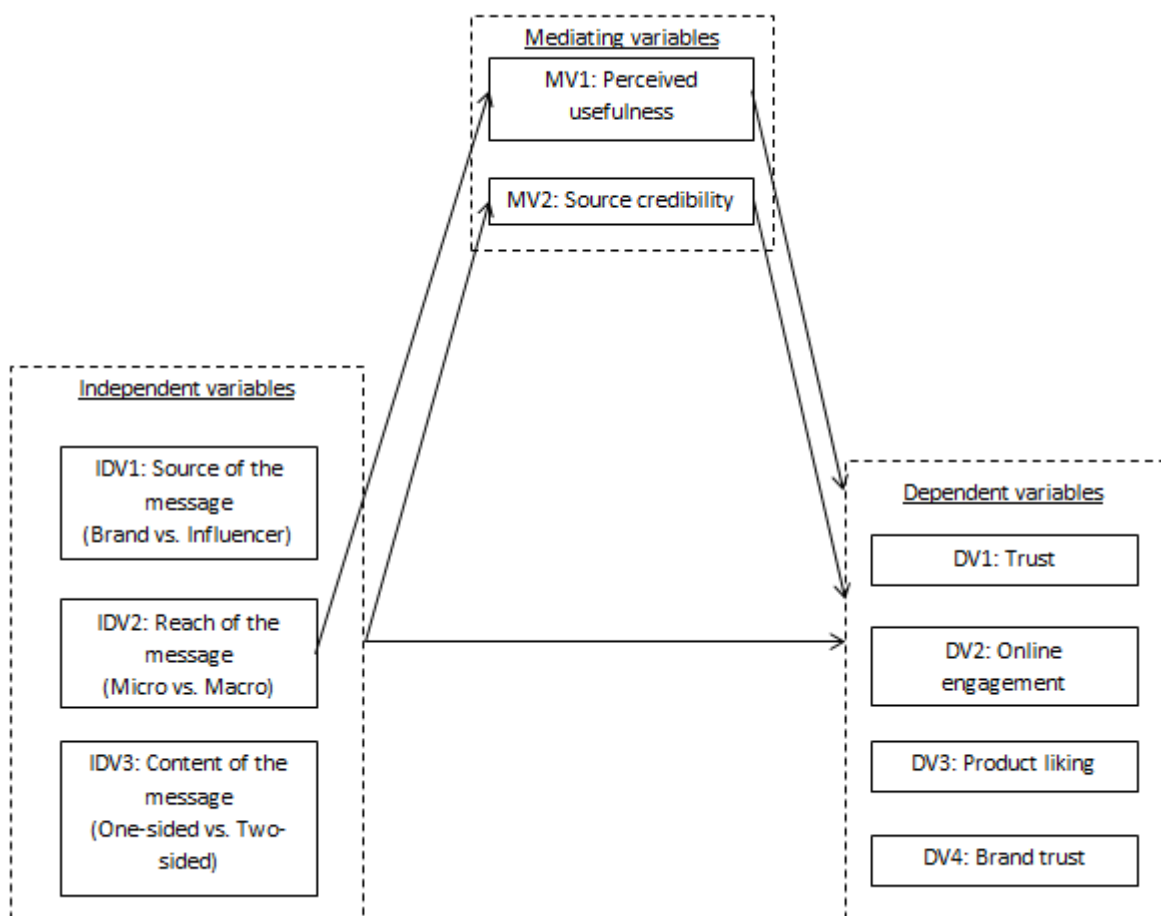 Mediating variables
MV1: Perceived
usefulness
MV2: Source credibility
Independent variables
IDV1: Source of the
message
(Brand vs. Influencer)
IDV2: Reach of the
message
(Micro vs. Macro)
IDV3: Content of the
message
(One-sided vs. Two-
sided)
Dependent variables
DV1: Trust
DV2: Online
engagement
DV3: Product liking
DV4: Brand trust